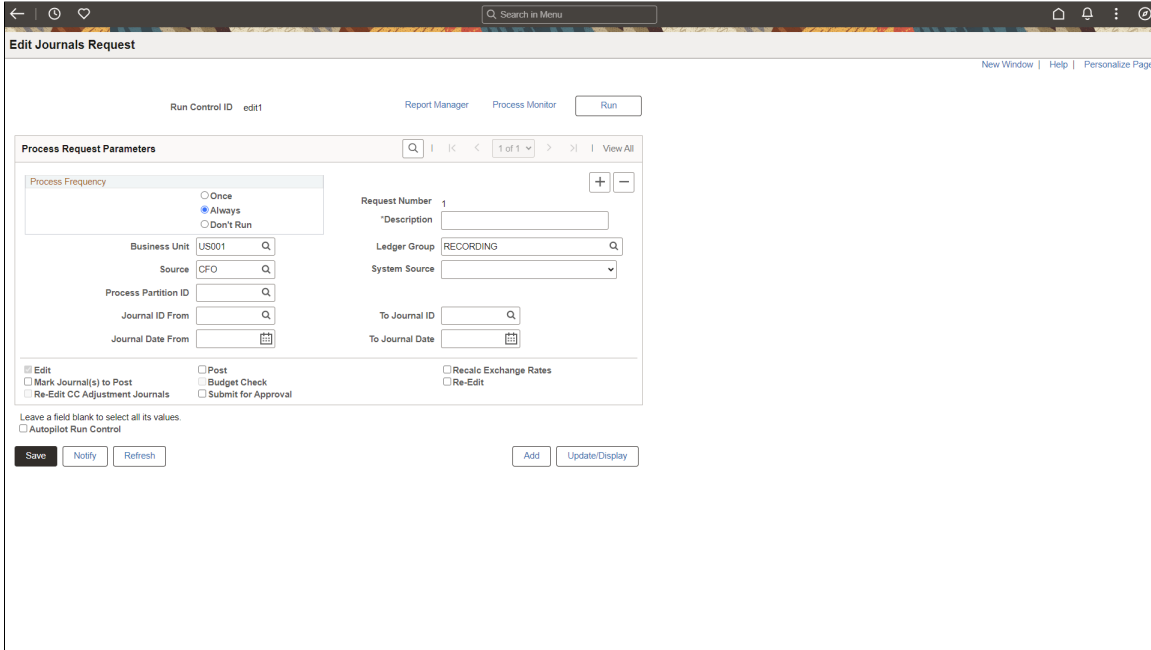 Search in Menu
Edit Journals Request
New Window | Help | Personalize Page
Run Control ID edit1 Report Manager Process Monitor Run
Process Request Parameters 1 of 1 View All
Process Frequency
Once
Always
Don't Run
Request Number 1
*Description
Business Unit US001 Ledger Group RECORDING
Source CFO System Source
Process Partition ID
Journal ID From To Journal ID
Journal Date From To Journal Date
Edit Post Recalc Exchange Rates
Mark Journal(s) to Post Budget Check Re-Edit
Re-Edit CC Adjustment Journals Submit for Approval
Leave a field blank to select all its values.
Autopilot Run Control
Save Notify Refresh Add Update/Display